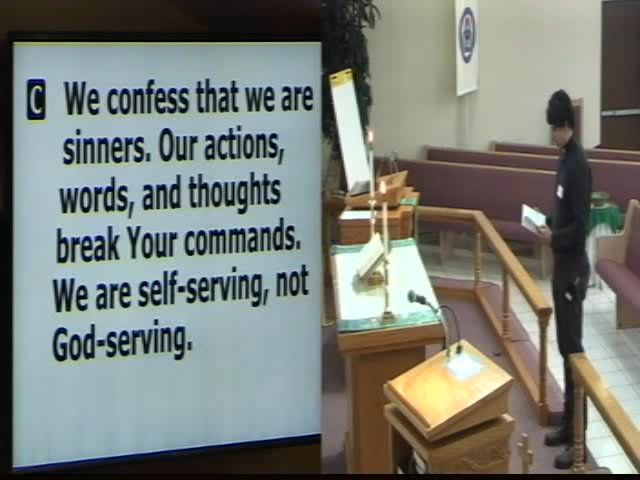 C We confess that we are
sinners. Our actions,
words, and thoughts
break Your commands.
We are self-serving, not
God-serving.